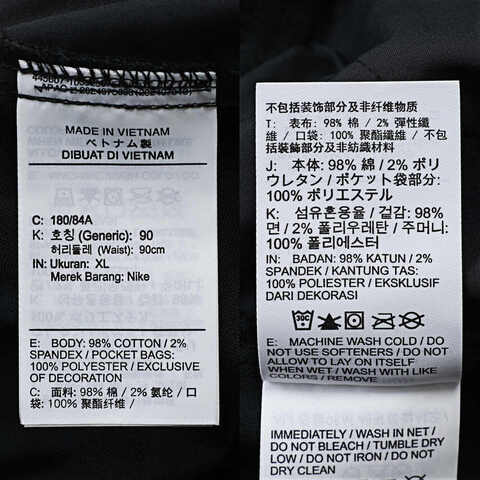 MADE IN VIETNAM
ベトナム製
DIBUAT DI VIETNAM
C: 180/84A
K: 호칭 (Generic): 90
허리둘레 (Waist): 90cm
IN: Ukuran: XL
Merek Barang: Nike
E: BODY: 98% COTTON / 2%
SPANDEX / POCKET BAGS:
100% POLYESTER / EXCLUSIVE
OF DECORATION
C: 面料: 98% 棉 / 2% 氨纶 / 口
袋: 100% 聚酯纤维 /
不包括装饰部分及非纤维物质
T: 表布: 98% 棉 / 2% 彈性纖
維 / 口袋: 100% 聚酯纖維 / 不包
括裝飾部分及非紡織材料
J: 本体: 98% 綿 / 2% ポリ
ウレタン / ポケット袋部分:
100% ポリエステル
K: 섬유혼용율 / 겉감: 98%
면 / 2% 폴리우레탄 / 주머니:
100% 폴리에스터
IN: BADAN: 98% KATUN / 2%
SPANDEX / KANTUNG TAS:
100% POLIESTER / EKSKLUSIF
DARI DEKORASI
30C
E: MACHINE WASH COLD / DO
NOT USE SOFTENERS / DO NOT
ALLOW TO LAY ON ITSELF
WHEN WET / WASH WITH LIKE
COLORS / REMOVE
IMMEDIATELY / WASH IN NET /
DO NOT BLEACH / TUMBLE DRY
LOW / DO NOT IRON / DO NOT
DRY CLEAN